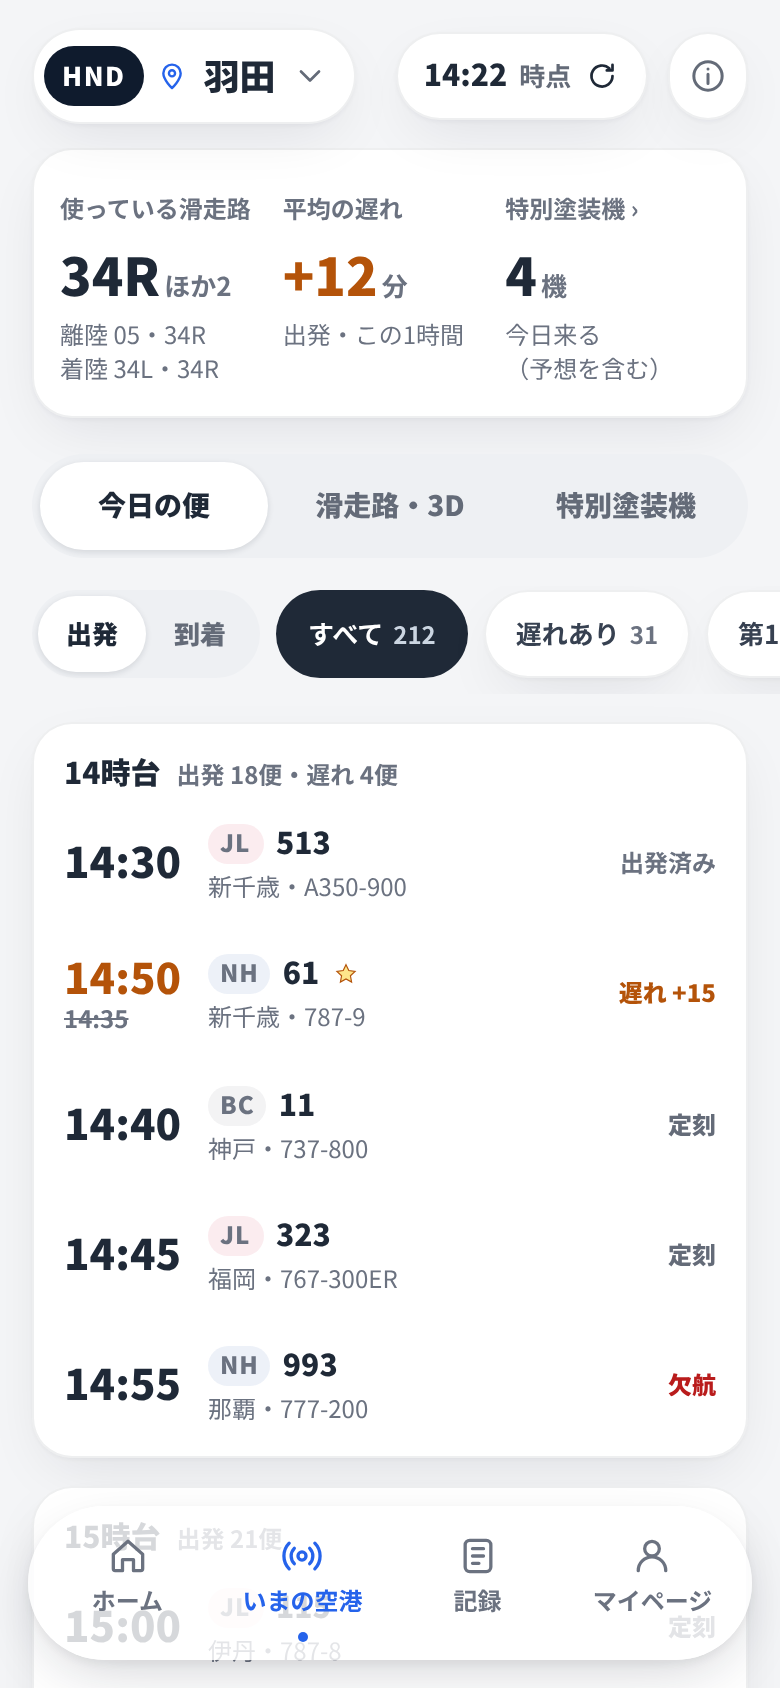 HND 羽田
14:22 時点
使っている滑走路
34R ほか2
離陸 05・34R
着陸 34L・34R
平均の遅れ
+12 分
出発・この1時間
特別塗装機 ›
4 機
今日来る
（予想を含む）
今日の便
滑走路・3D
特別塗装機
出発
到着
すべて 212
遅れあり 31
第1
14時台 出発 18便・遅れ 4便
14:30 JL 513 出発済み
新千歳・A350-900
14:50 NH 61 遅れ +15
14:35 新千歳・787-9
14:40 BC 11 定刻
神戸・737-800
14:45 JL 323 定刻
福岡・767-300ER
14:55 NH 993 欠航
那覇・777-200
15時台 出発 21便
15:00 JL 定刻
伊丹・787-8
ホーム
いまの空港
記録
マイページ